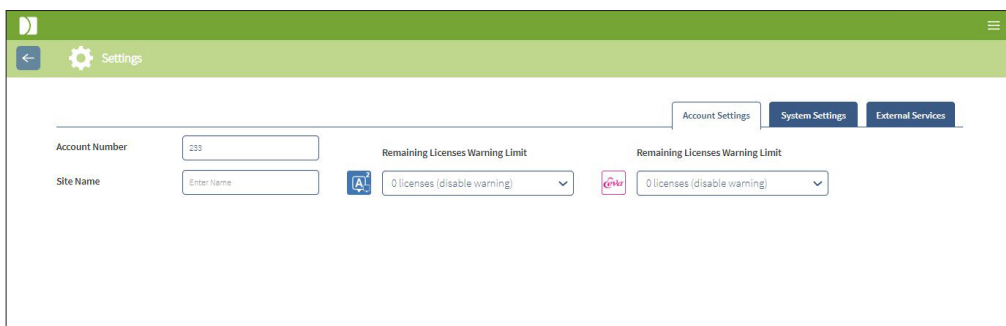 Settings
Account Settings System Settings External Services
Account Number 233 Remaining Licenses Warning Limit Remaining Licenses Warning Limit
Site Name Enter Name A 0 licenses (disable warning) eva 0 licenses (disable warning)